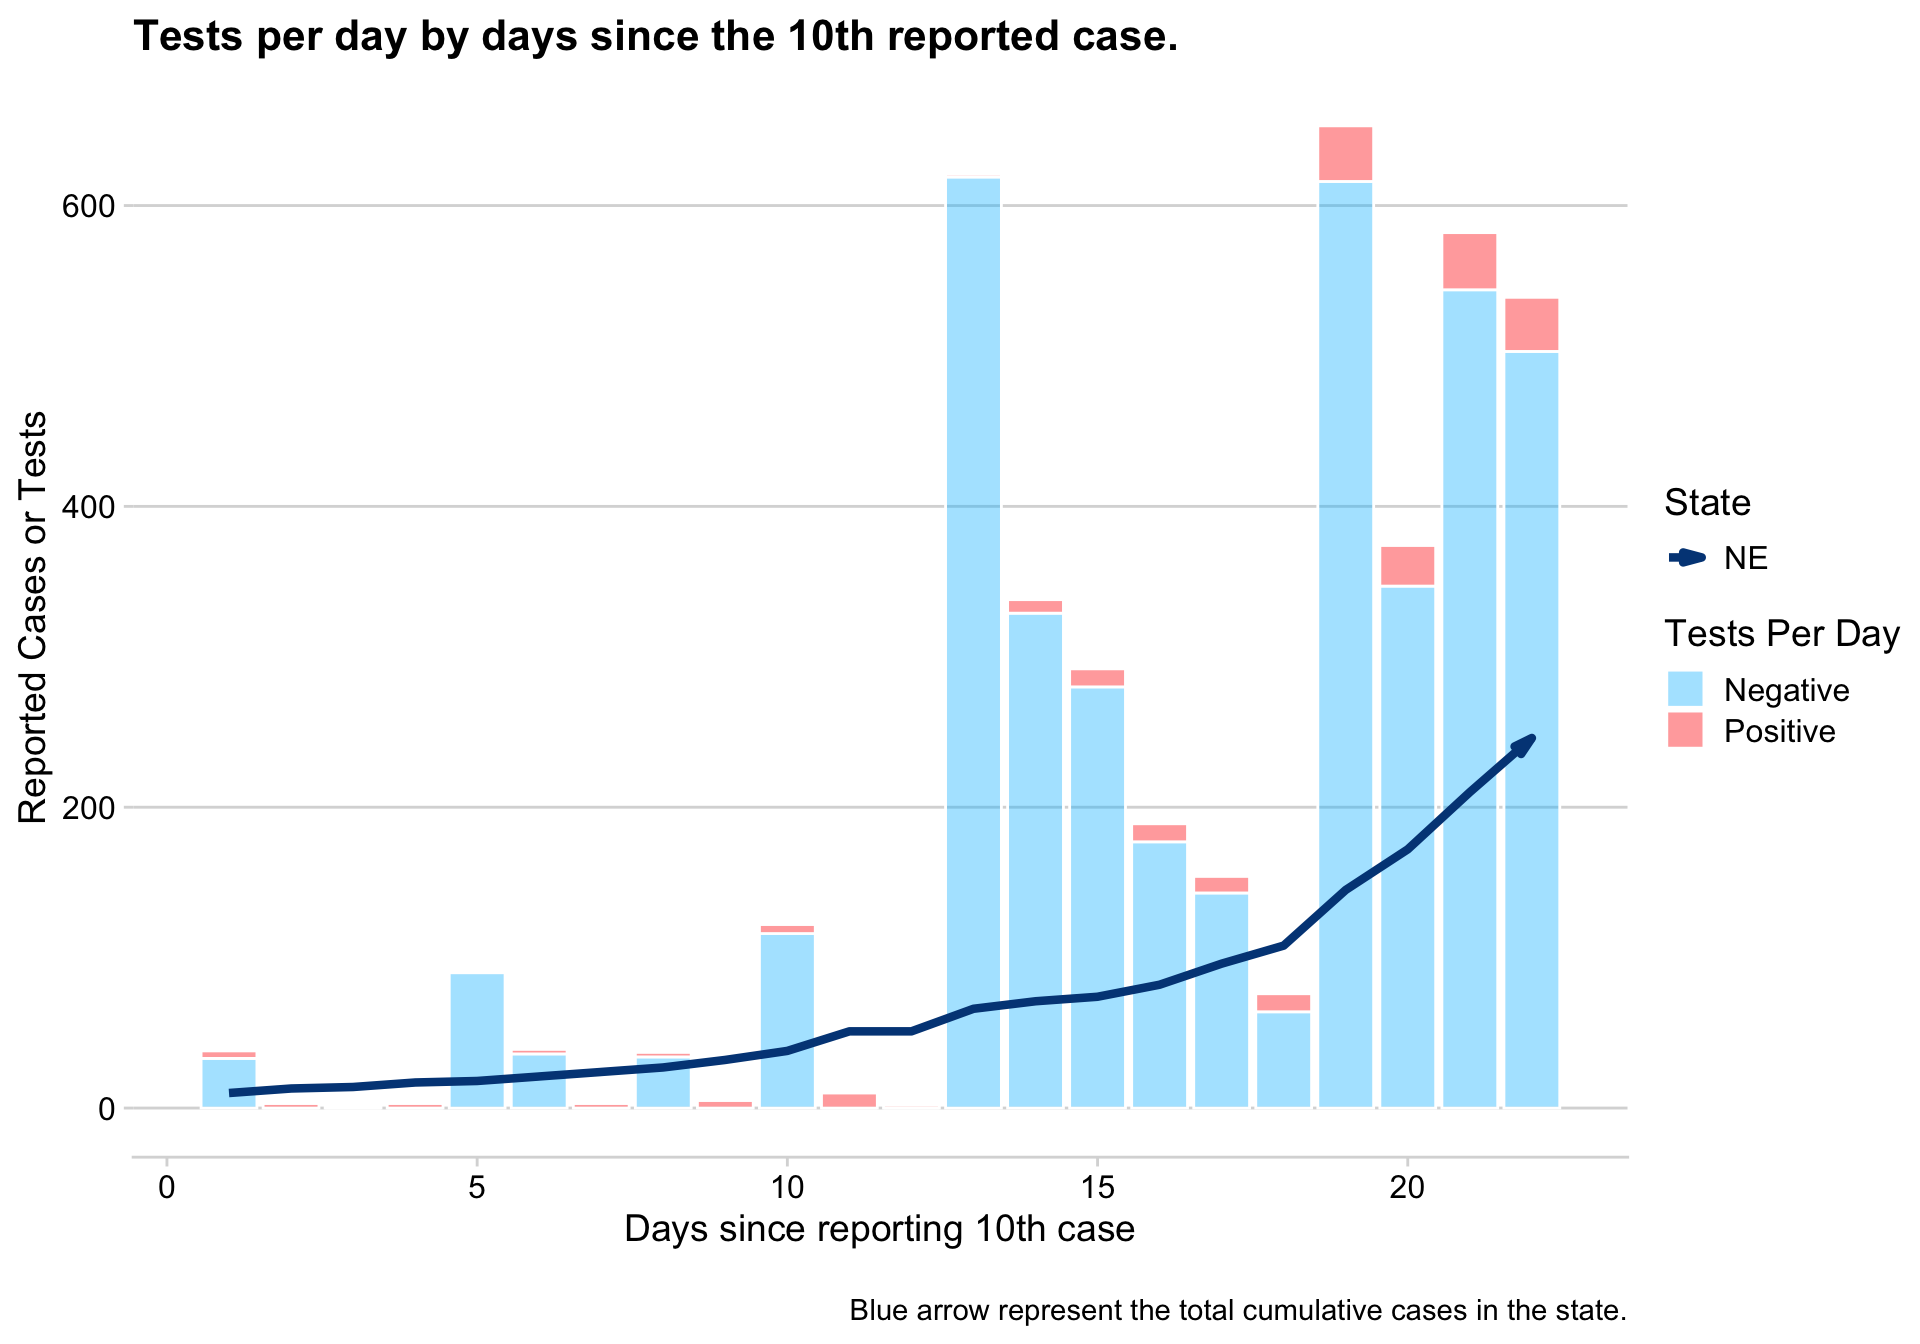 Tests per day by days since the 10th reported case.
Reported Cases or Tests
600
400
200
0
0 5 10 15 20
Days since reporting 10th case
State
NE
Tests Per Day
Negative
Positive
Blue arrow represent the total cumulative cases in the state.